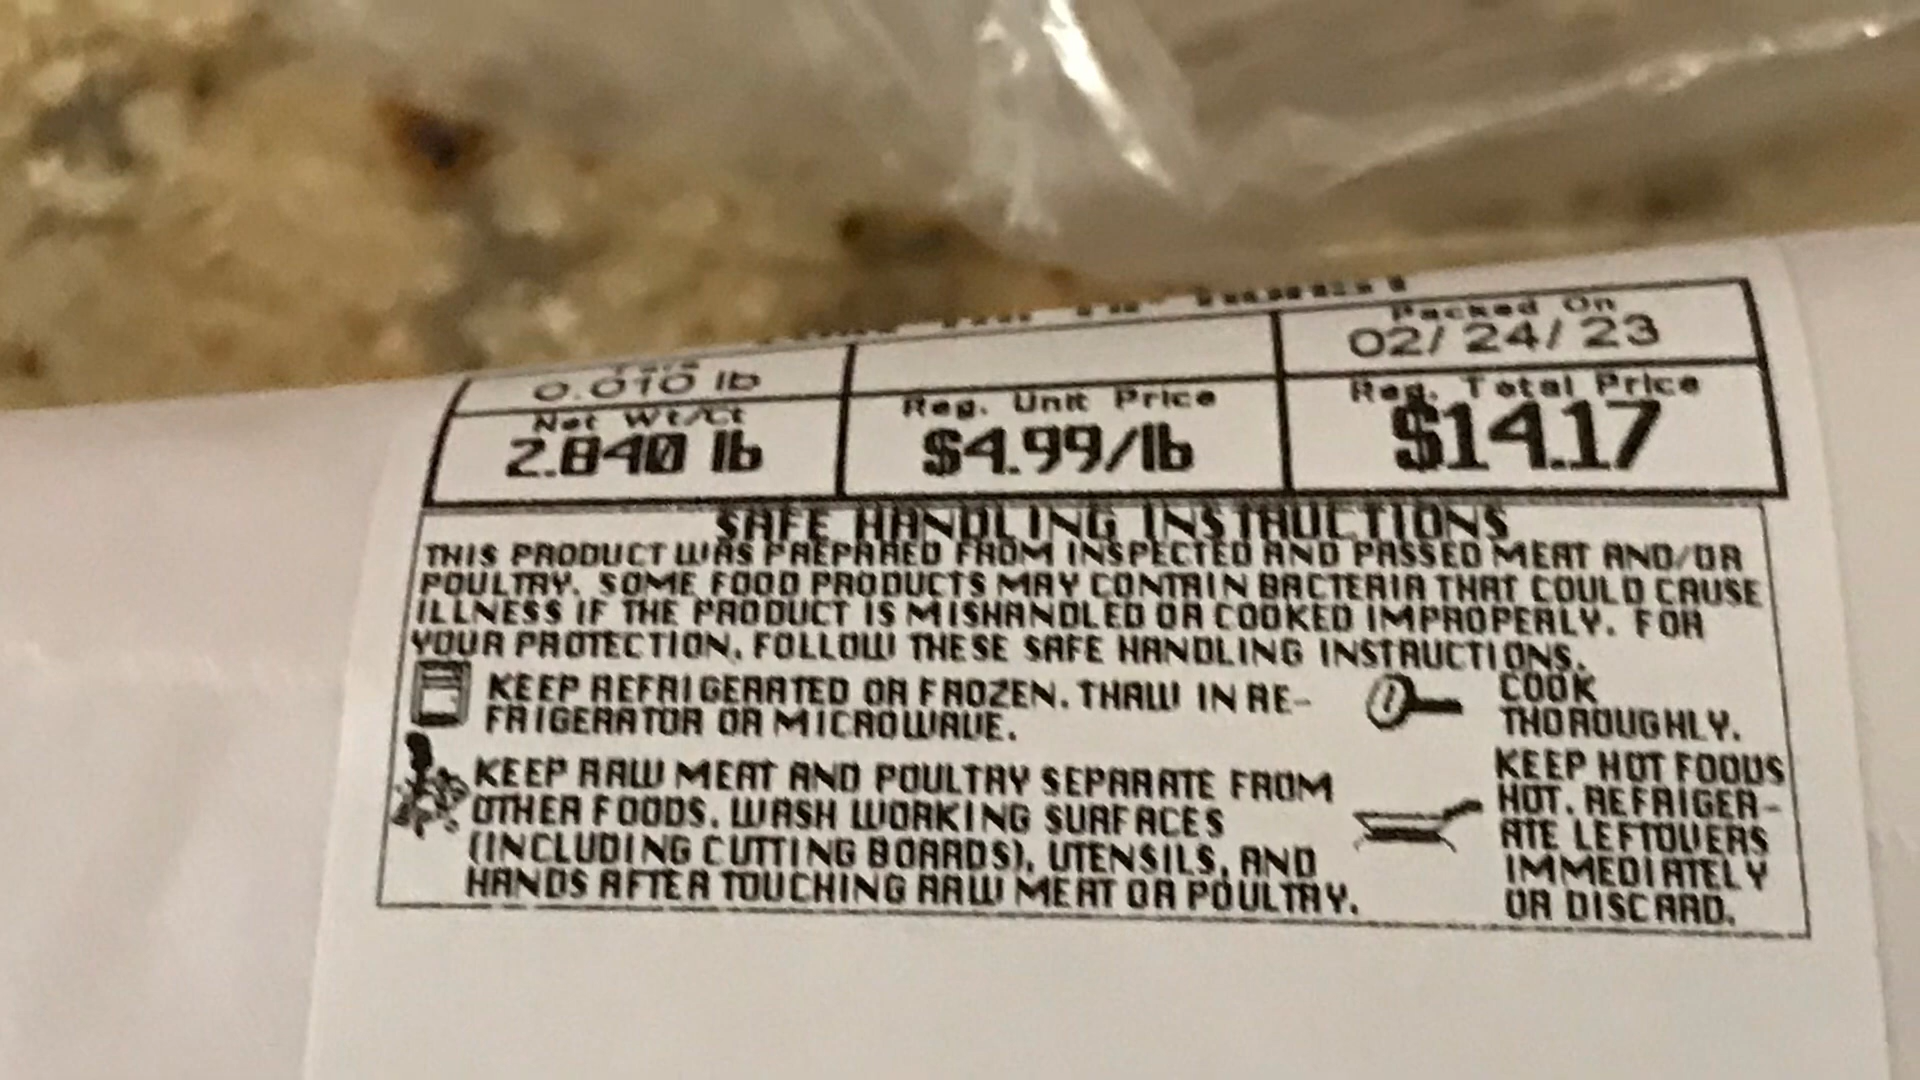 Packed On
02/24/23
0.010 lb
Net Wt/Ct
Reg. Unit Price
Reg. Total Price
2.840 lb
$4.99/lb
$14.17
SAFE HANDLING INSTRUCTIONS
THIS PRODUCT WAS PREPARED FROM INSPECTED AND PASSED MEAT AND/OR
POULTRY. SOME FOOD PRODUCTS MAY CONTAIN BACTERIA THAT COULD CAUSE
ILLNESS IF THE PRODUCT IS MISHANDLED OR COOKED IMPROPERLY. FOR
YOUR PROTECTION, FOLLOW THESE SAFE HANDLING INSTRUCTIONS.
KEEP REFRIGERATED OR FROZEN. THAW IN RE-
FRIGERATOR OR MICROWAVE.
COOK
THOROUGHLY.
KEEP RAW MEAT AND POULTRY SEPARATE FROM
OTHER FOODS. WASH WORKING SURFACES
(INCLUDING CUTTING BOARDS), UTENSILS, AND
HANDS AFTER TOUCHING RAW MEAT OR POULTRY.
KEEP HOT FOODS
HOT. REFRIGER-
ATE LEFTOVERS
IMMEDIATELY
OR DISCARD.